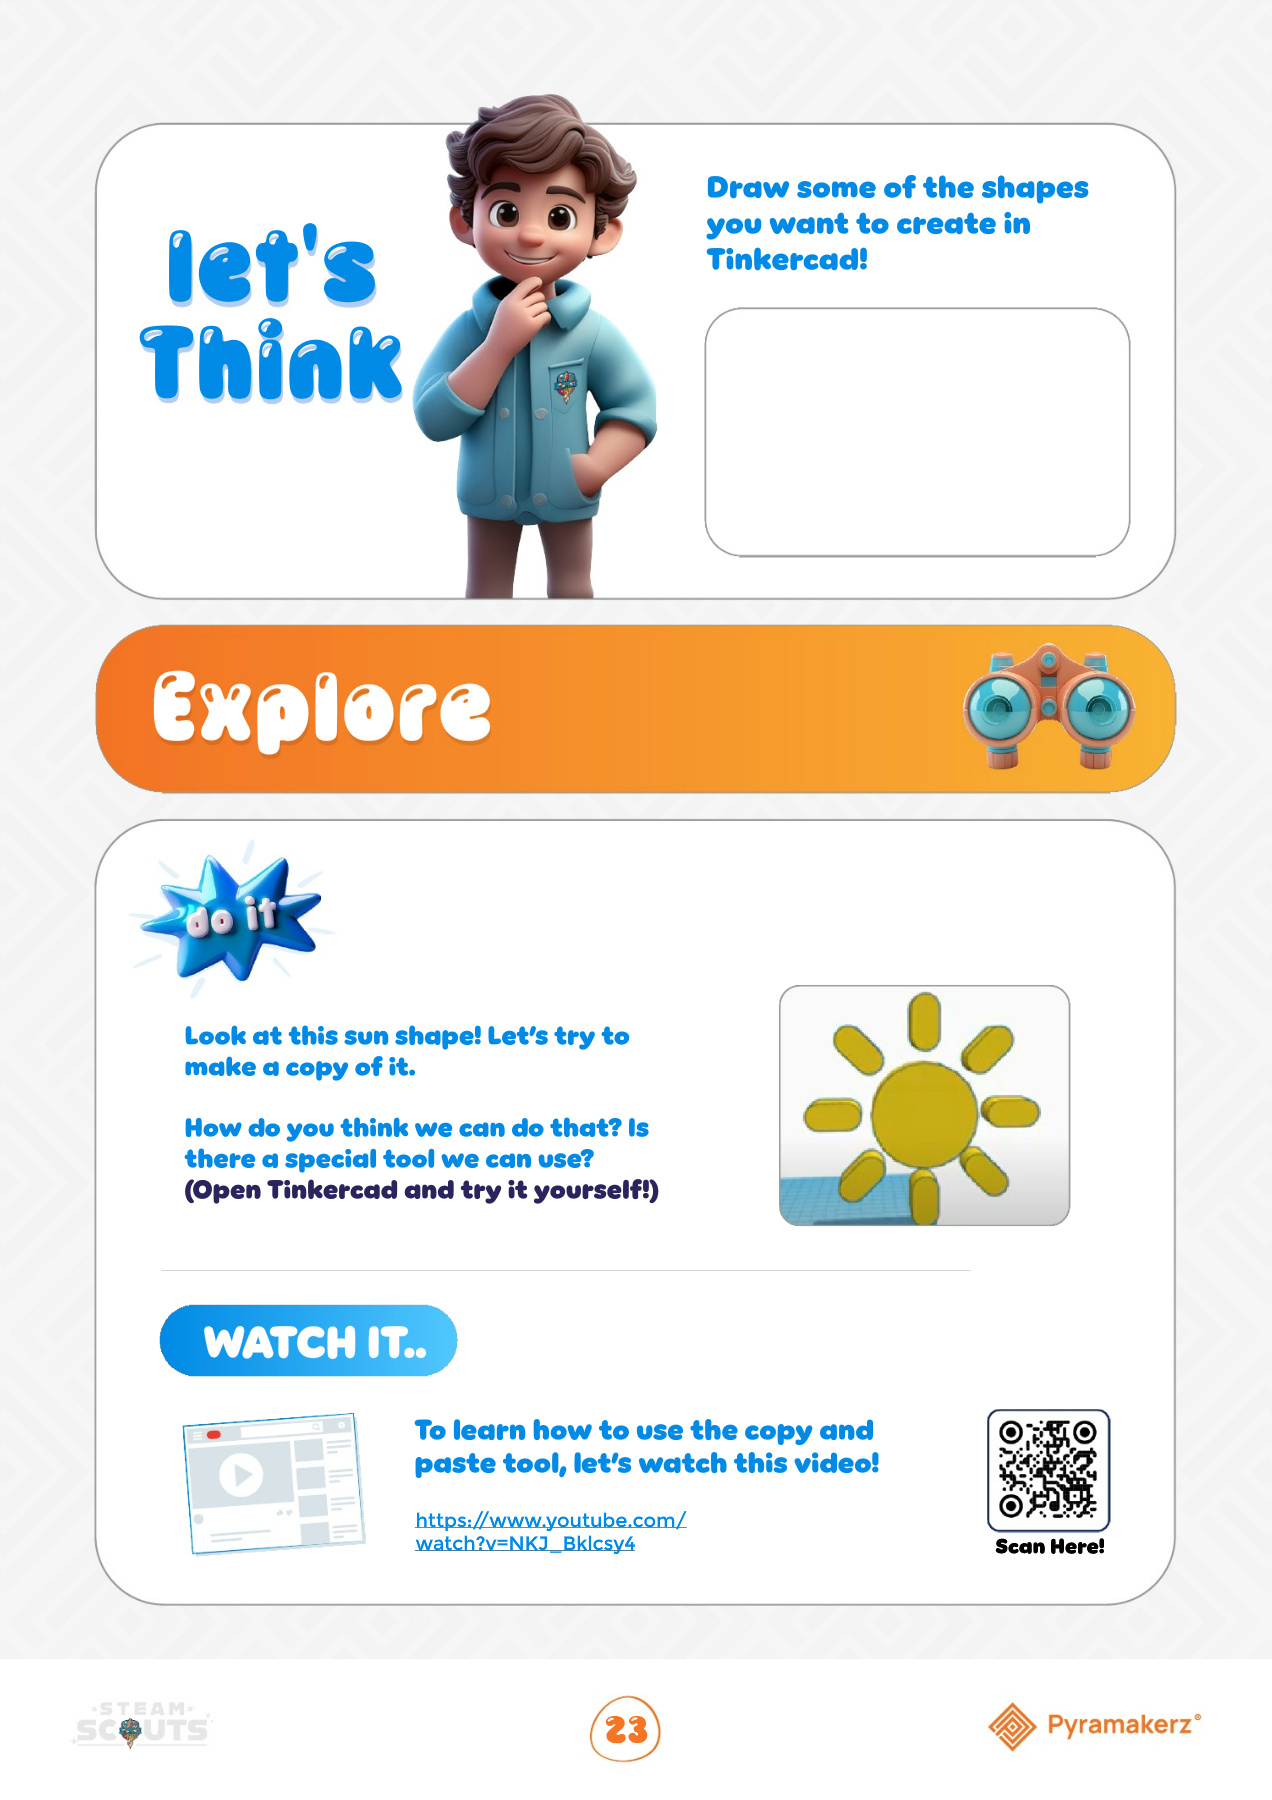 let's
Think
Draw some of the shapes
you want to create in
Tinkercad!
Explore
do it
Look at this sun shape! Let's try to
make a copy of it.
How do you think we can do that? Is
there a special tool we can use?
(Open Tinkercad and try it yourself!)
WATCH IT..
To learn how to use the copy and
paste tool, let's watch this video!
https://www.youtube.com/
watch?v=NKJ_Bklcsy4
Scan Here!
STEAM
SCOUTS
23
Pyramakerz®